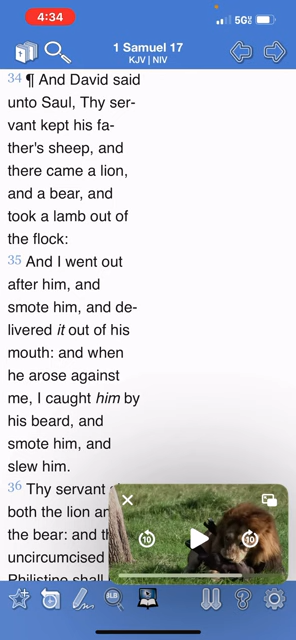 4:34
5G
1 Samuel 17
KJV | NIV
34 ¶ And David said
unto Saul, Thy ser-
vant kept his fa-
ther's sheep, and
there came a lion,
and a bear, and
took a lamb out of
the flock:
35 And I went out
after him, and
smote him, and de-
livered it out of his
mouth: and when
he arose against
me, I caught him by
his beard, and
smote him, and
slew him.
36 Thy servant
both the lion
the bear: and
uncircumcised
Philistine shall
10
10
SLB